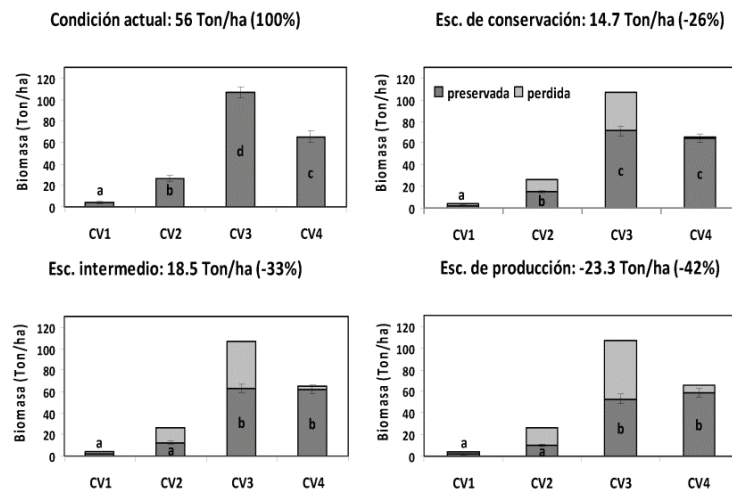 Condición actual: 56 Ton/ha (100%)
Biomasa (Ton/ha)
120
100
80
60
40
20
0
a
b
d
c
CV1 CV2 CV3 CV4
Esc. de conservación: 14.7 Ton/ha (-26%)
Biomasa (Ton/ha)
120
100
80
60
40
20
0
preservada perdida
a
b
c
c
CV1 CV2 CV3 CV4
Esc. intermedio: 18.5 Ton/ha (-33%)
Biomasa (Ton/ha)
120
100
80
60
40
20
0
a
a
b
b
CV1 CV2 CV3 CV4
Esc. de producción: -23.3 Ton/ha (-42%)
Biomasa (Ton/ha)
120
100
80
60
40
20
0
a
a
b
b
CV1 CV2 CV3 CV4